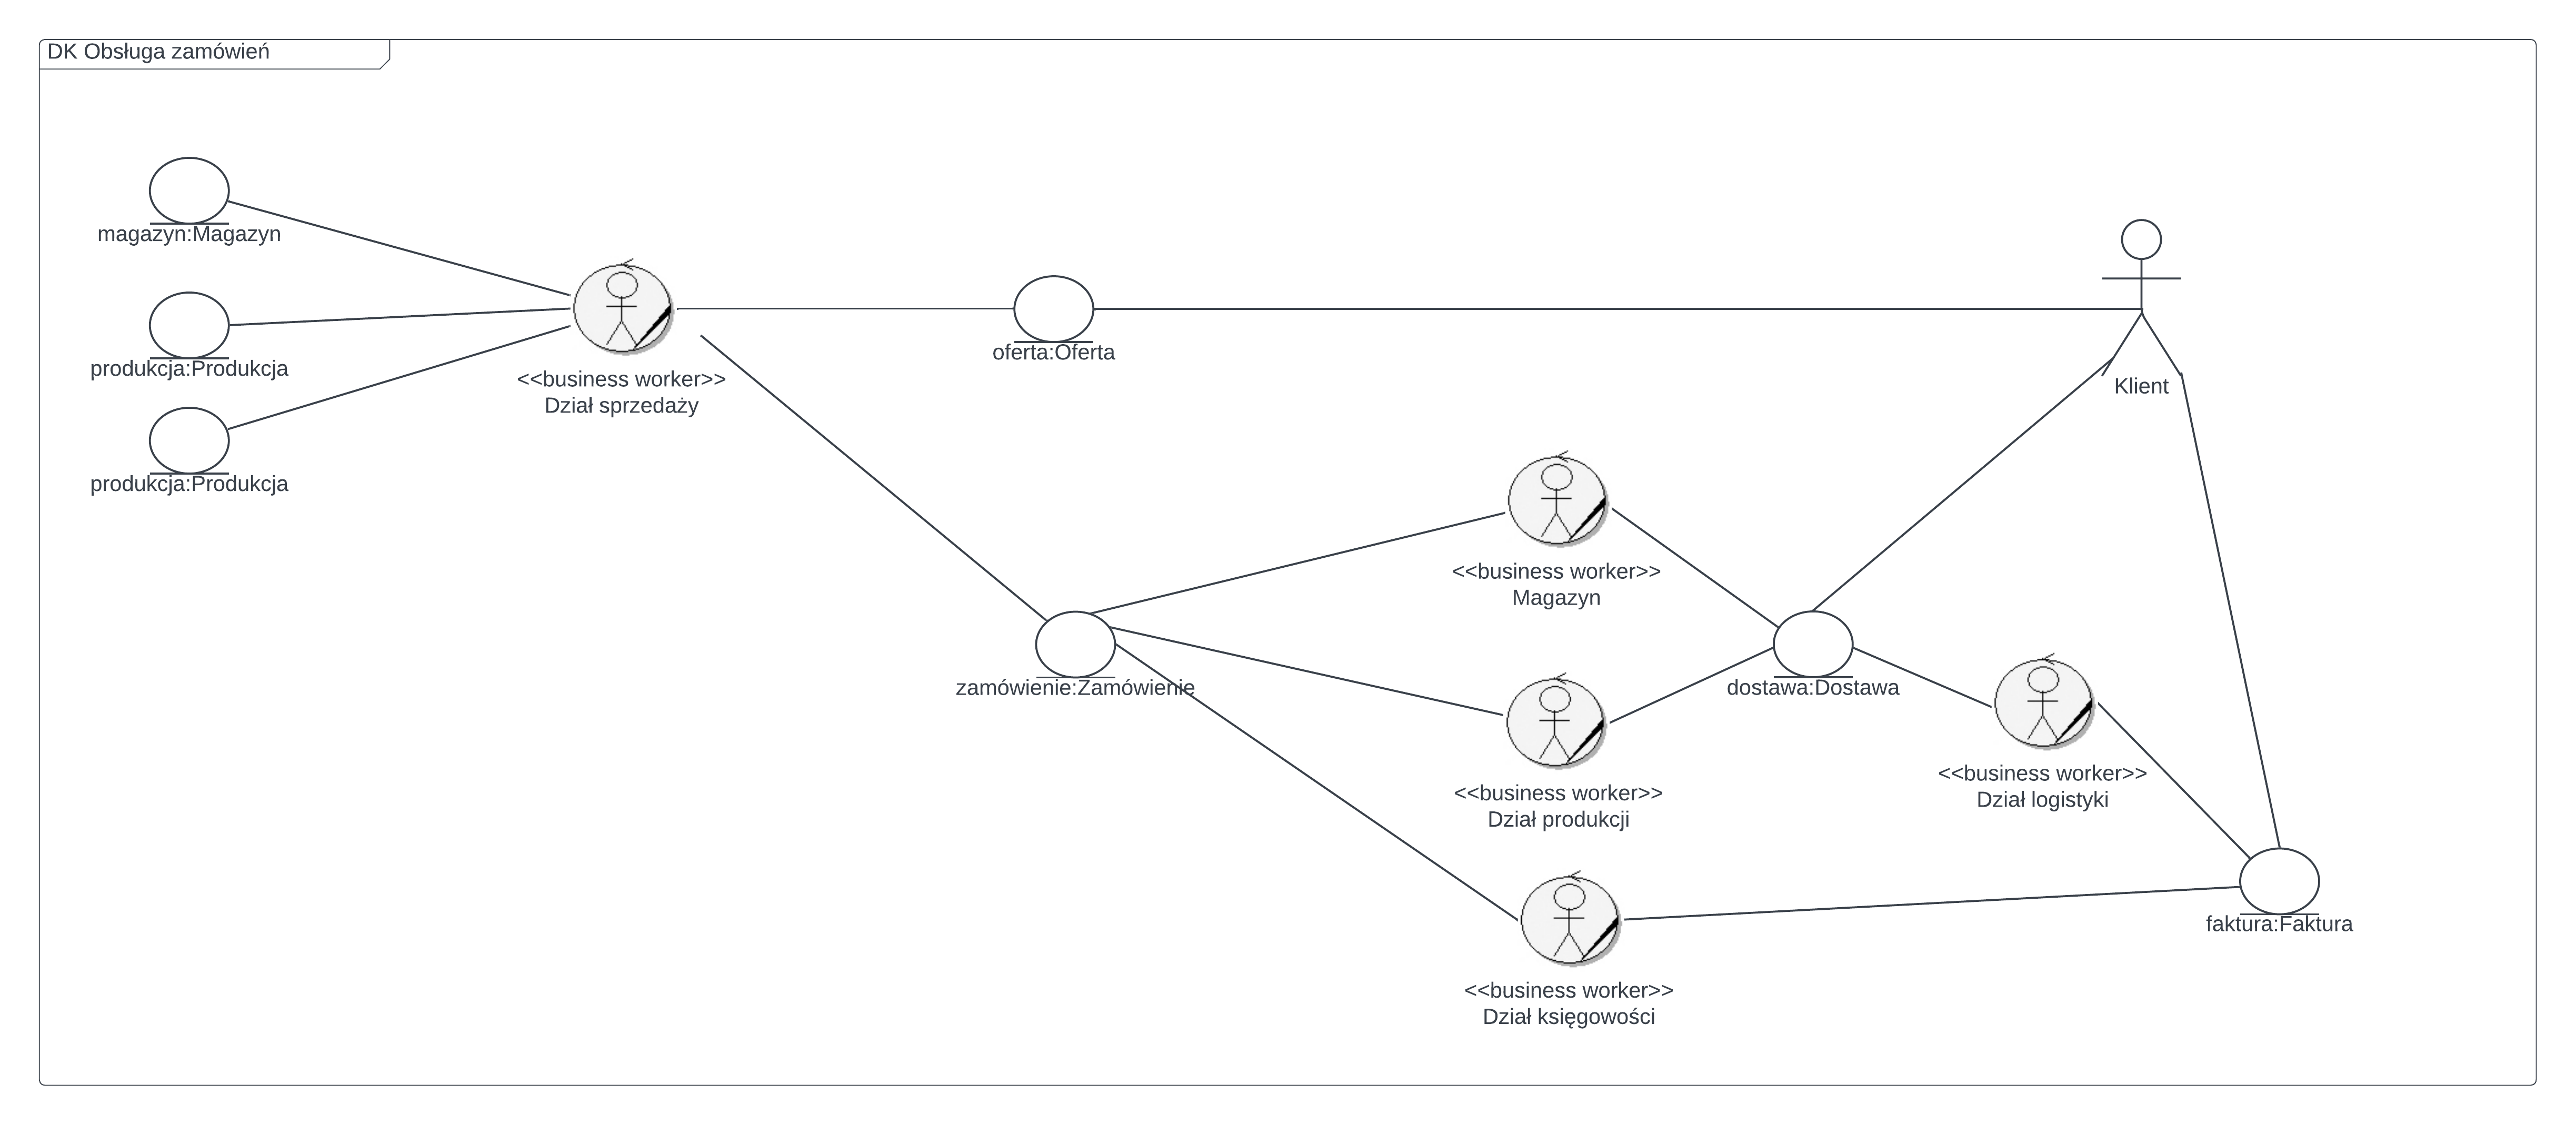 DK Obsługa zamówień
magazyn:Magazyn
produkcja:Produkcja
produkcja:Produkcja
<<business worker>>
Dział sprzedaży
oferta:Oferta
Klient
<<business worker>>
Magazyn
zamówienie:Zamówienie
dostawa:Dostawa
<<business worker>>
Dział produkcji
<<business worker>>
Dział logistyki
faktura:Faktura
<<business worker>>
Dział księgowości